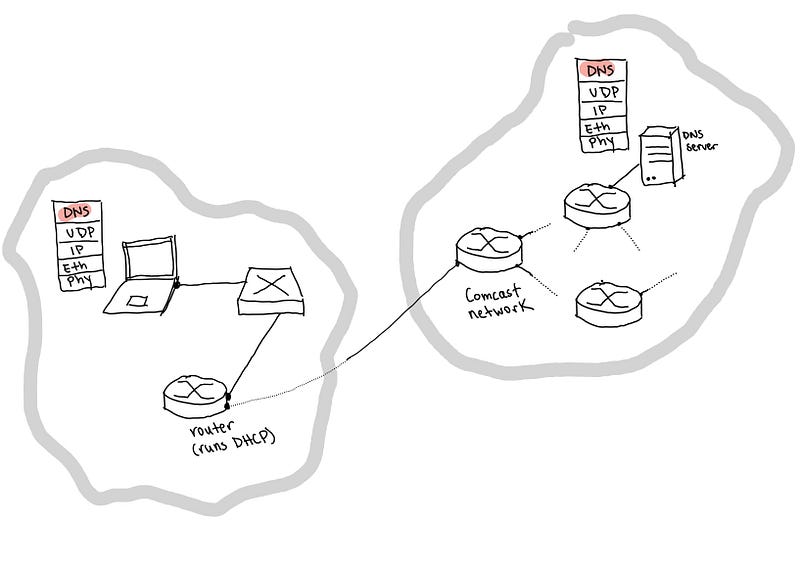 DNS
UDP
IP
Eth
Phy
router
(runs DHCP)
Comcast
network
DNS
UDP
IP
Eth
Phy
DNS
server